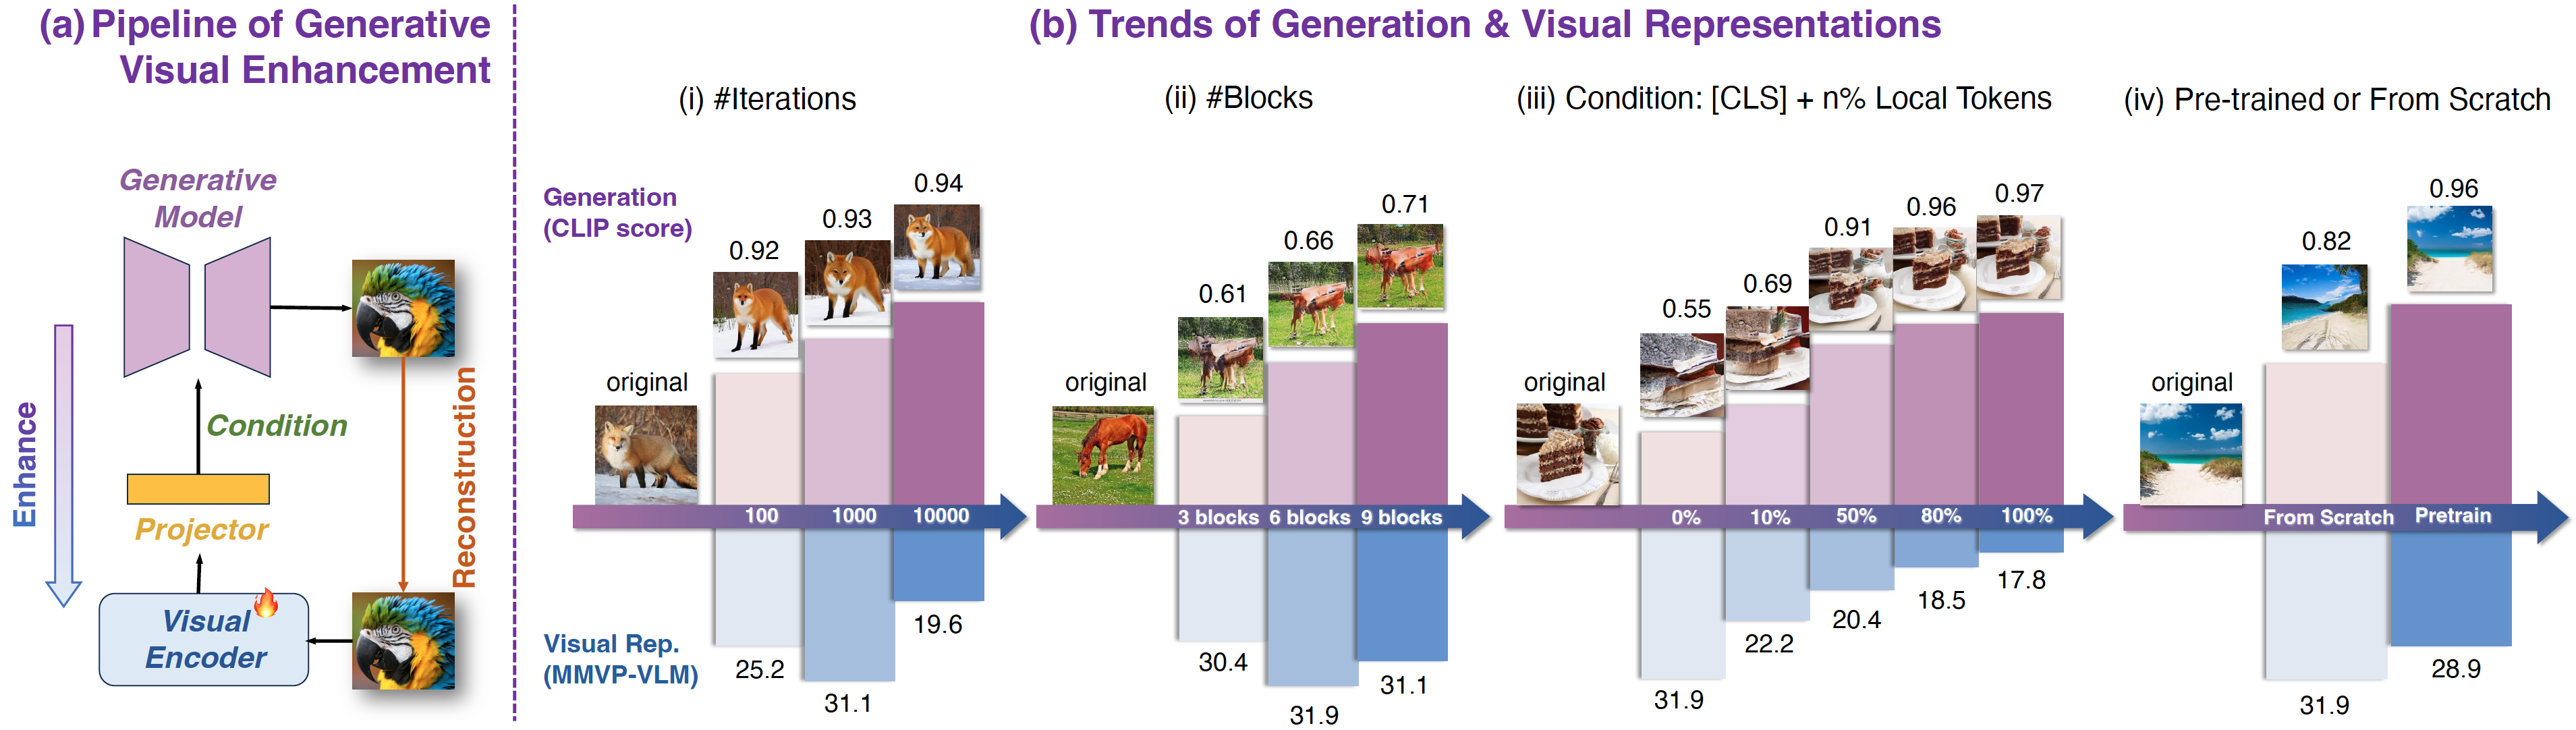 (a) Pipeline of Generative
Visual Enhancement
Generative
Model
Condition
Projector
Visual
Encoder
Enhance
Reconstruction
(b) Trends of Generation & Visual Representations
(i) #Iterations
Generation
(CLIP score)
Visual Rep.
(MMVP-VLM)
original
0.92
0.93
0.94
100
1000
10000
25.2
31.1
19.6
(ii) #Blocks
original
0.61
0.66
0.71
3 blocks
6 blocks
9 blocks
30.4
31.9
31.1
(iii) Condition: [CLS] + n% Local Tokens
original
0.55
0.69
0.91
0.96
0.97
0%
10%
50%
80%
100%
31.9
22.2
20.4
18.5
17.8
(iv) Pre-trained or From Scratch
original
0.82
0.96
From Scratch
Pretrain
31.9
28.9